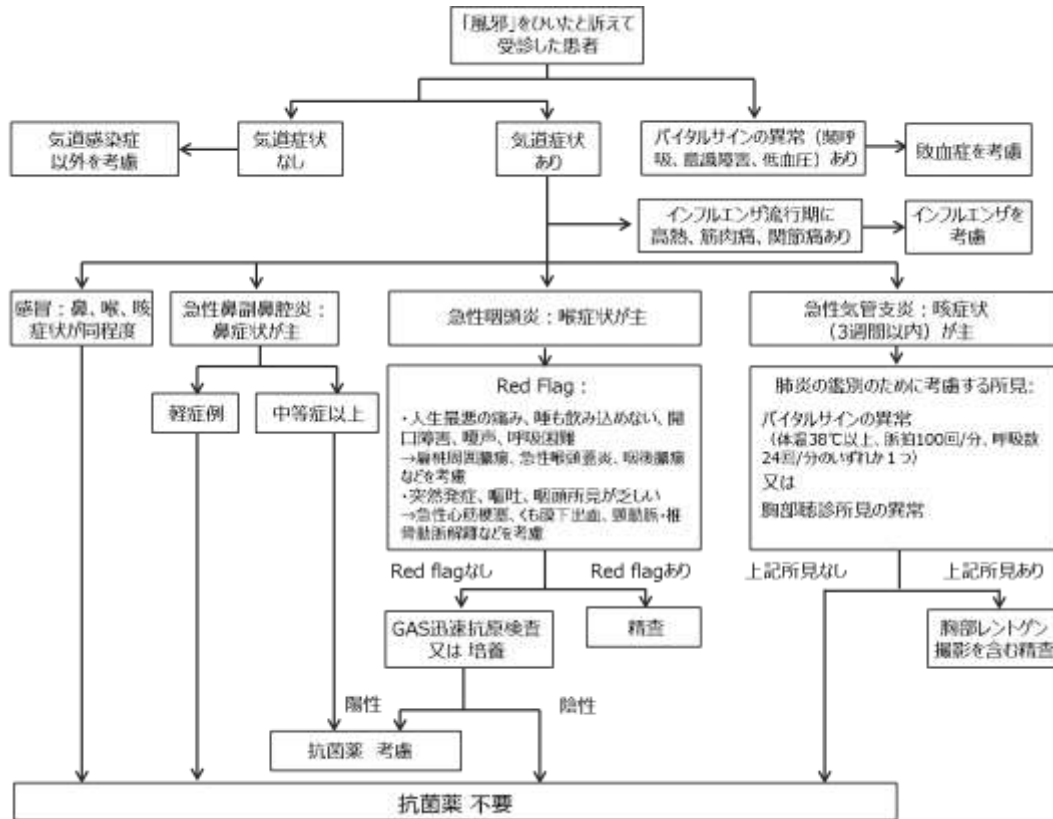 「風邪」をひいたと訴えて
受診した患者
気道感染症
以外を考慮
気道症状
なし
気道症状
あり
バイタルサインの異常（頻呼
吸、意識障害、低血圧）あり
敗血症を考慮
インフルエンザ流行期に
高熱、筋肉痛、関節痛あり
インフルエンザを
考慮
感冒：鼻、喉、咳
症状が同程度
急性鼻副鼻腔炎：
鼻症状が主
急性咽頭炎：喉症状が主
急性気管支炎：咳症状
（3週間以内）が主
軽症例
中等症以上
Red Flag：
・人生最悪の痛み、唾も飲み込めない、開
口障害、嗄声、呼吸困難
→扁桃周囲膿瘍、急性喉頭蓋炎、咽後膿瘍
などを考慮
・突然発症、嘔吐、咽頭所見が乏しい
→急性心筋梗塞、くも膜下出血、頸動脈・椎
骨動脈解離などを考慮
肺炎の鑑別のために考慮する所見：
バイタルサインの異常
（体温38℃以上、脈拍100回/分、呼吸数
24回/分のいずれか１つ）
又は
胸部聴診所見の異常
Red flagなし
Red flagあり
上記所見なし
上記所見あり
GAS迅速抗原検査
又は 培養
精査
胸部レントゲン
撮影を含む精査
陽性
陰性
抗菌薬 考慮
抗菌薬 不要